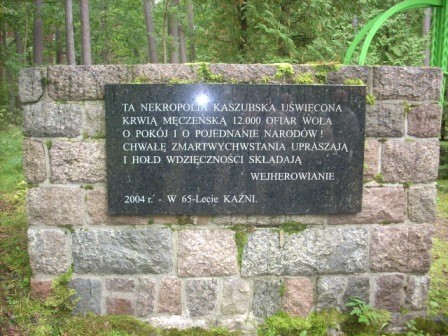 TA NEKROPOLIA KASZUBSKA UŚWIĘCONA
KRWIĄ MĘCZEŃSKĄ 12.000 OFIAR WOŁA
O POKÓJ I O POJEDNANIE NARODÓW!
CHWAŁĘ ZMARTWYCHWSTANIA UPRASZAJĄ
I HOŁD WDZIĘCZNOŚCI SKŁADAJĄ
WEJHEROWIANIE
2004 r. - W 65-Lecie KAŹNI.